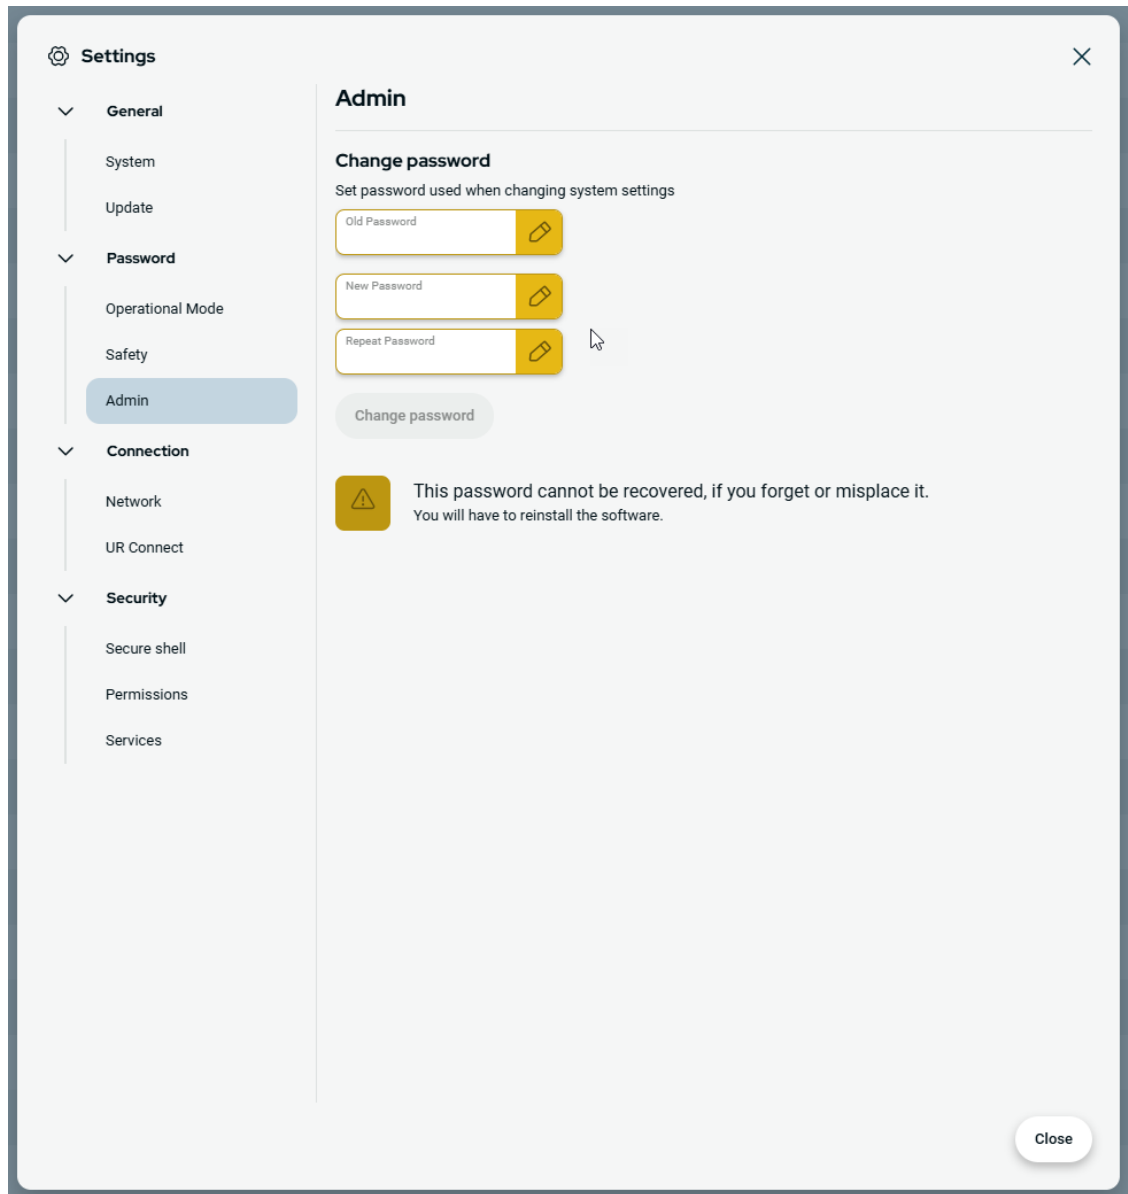 Settings
General
System
Update
Password
Operational Mode
Safety
Admin
Connection
Network
UR Connect
Security
Secure shell
Permissions
Services
Admin
Change password
Set password used when changing system settings
Old Password
New Password
Repeat Password
Change password
This password cannot be recovered, if you forget or misplace it.
You will have to reinstall the software.
Close